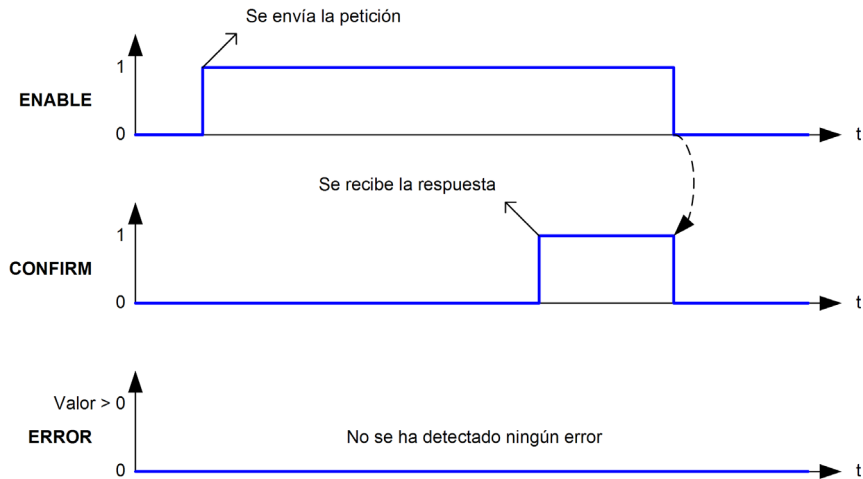 Se envía la petición
1
ENABLE
0
t
Se recibe la respuesta
1
CONFIRM
0
t
Valor > 0
ERROR
No se ha detectado ningún error
0
t